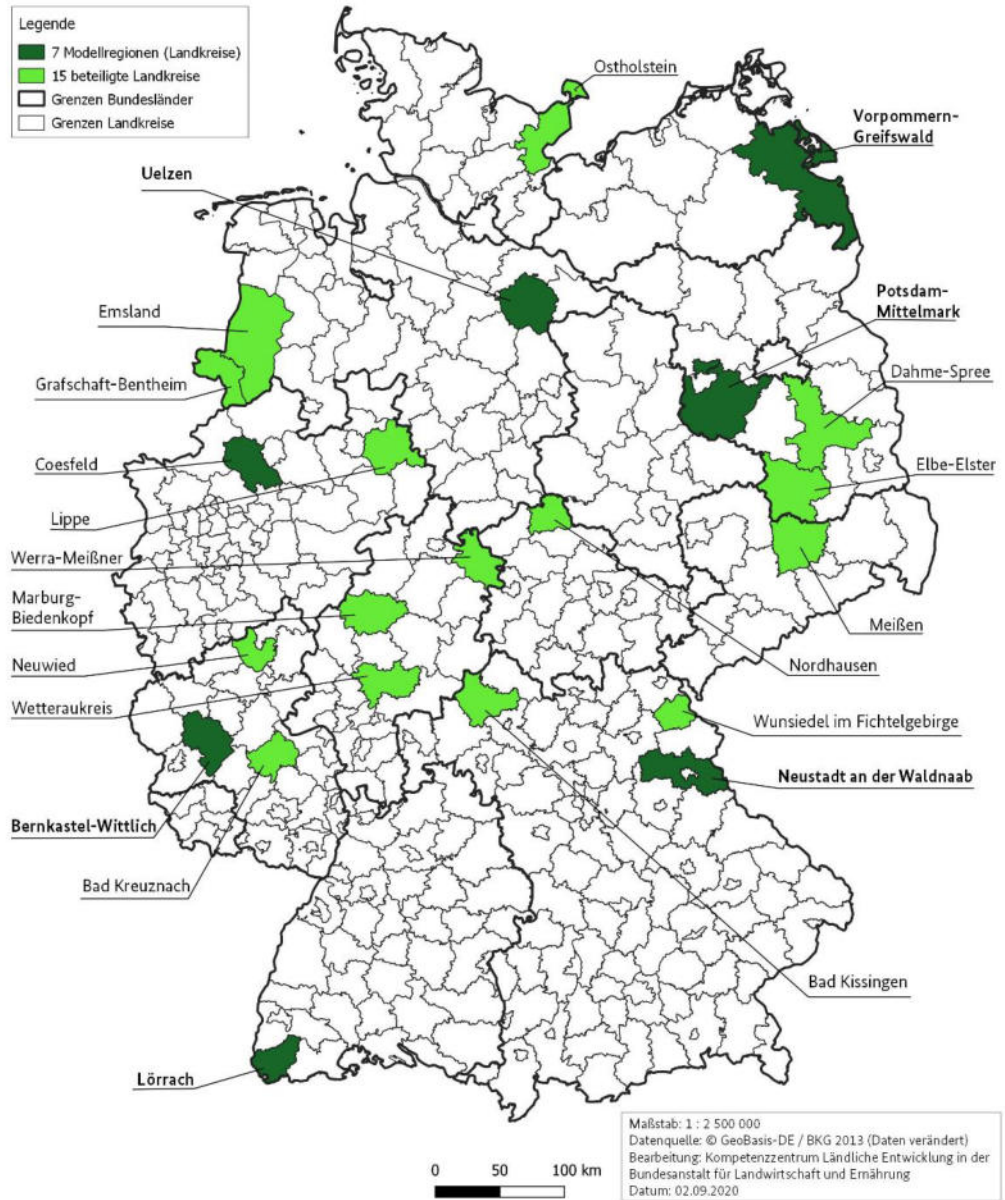 Legende
7 Modellregionen (Landkreise)
15 beteiligte Landkreise
Grenzen Bundesländer
Grenzen Landkreise
Ostholstein
Vorpommern-
Greifswald
Uelzen
Potsdam-
Mittelmark
Emsland
Dahme-Spree
Grafschaft-Bentheim
Coesfeld
Elbe-Elster
Lippe
Werra-Meißner
Marburg-
Biedenkopf
Meißen
Neuwied
Nordhausen
Wetteraukreis
Wunsiedel im Fichtelgebirge
Neustadt an der Waldnaab
Bernkastel-Wittlich
Bad Kreuznach
Bad Kissingen
Lörrach
Maßstab: 1 : 2 500 000
Datenquelle: © GeoBasis-DE / BKG 2013 (Daten verändert)
Bearbeitung: Kompetenzzentrum Ländliche Entwicklung in der
Bundesanstalt für Landwirtschaft und Ernährung
Datum: 02.09.2020
0 50 100 km